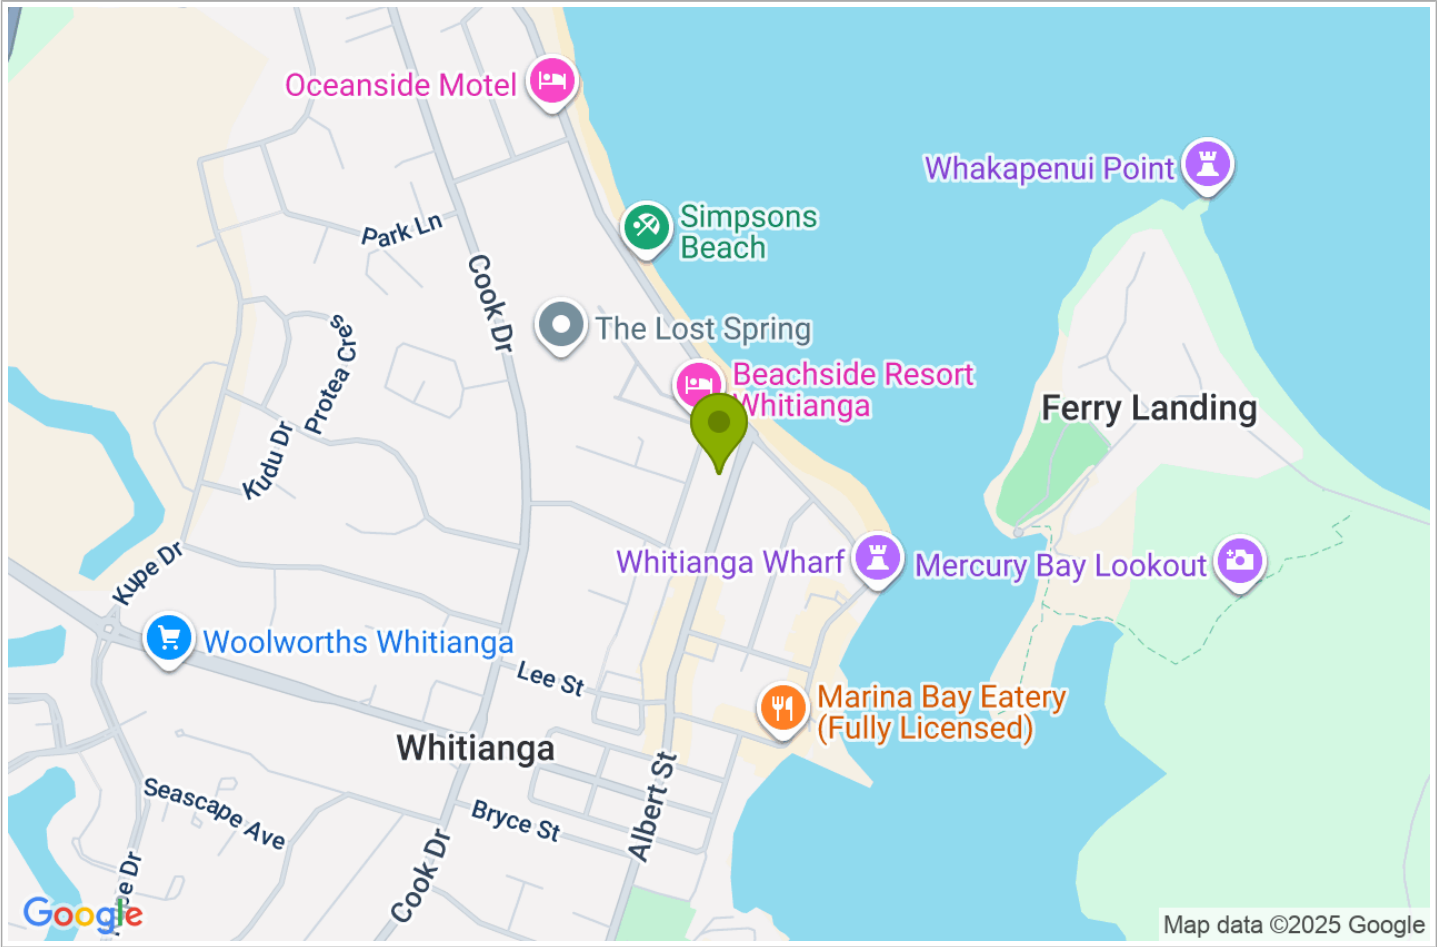 Oceanside Motel
Whakapenui Point
Simpsons
Beach
Park Ln
Cook Dr
The Lost Spring
Protea Cres
Beachside Resort
Whitianga
Ferry Landing
Kudu Dr
Whitianga Wharf
Mercury Bay Lookout
Kupe Dr
Woolworths Whitianga
Lee St
Marina Bay Eatery
(Fully Licensed)
Whitianga
Albert St
Seascape Ave
Bryce St
Cook Dr
Dr
Google
Map data ©2025 Google